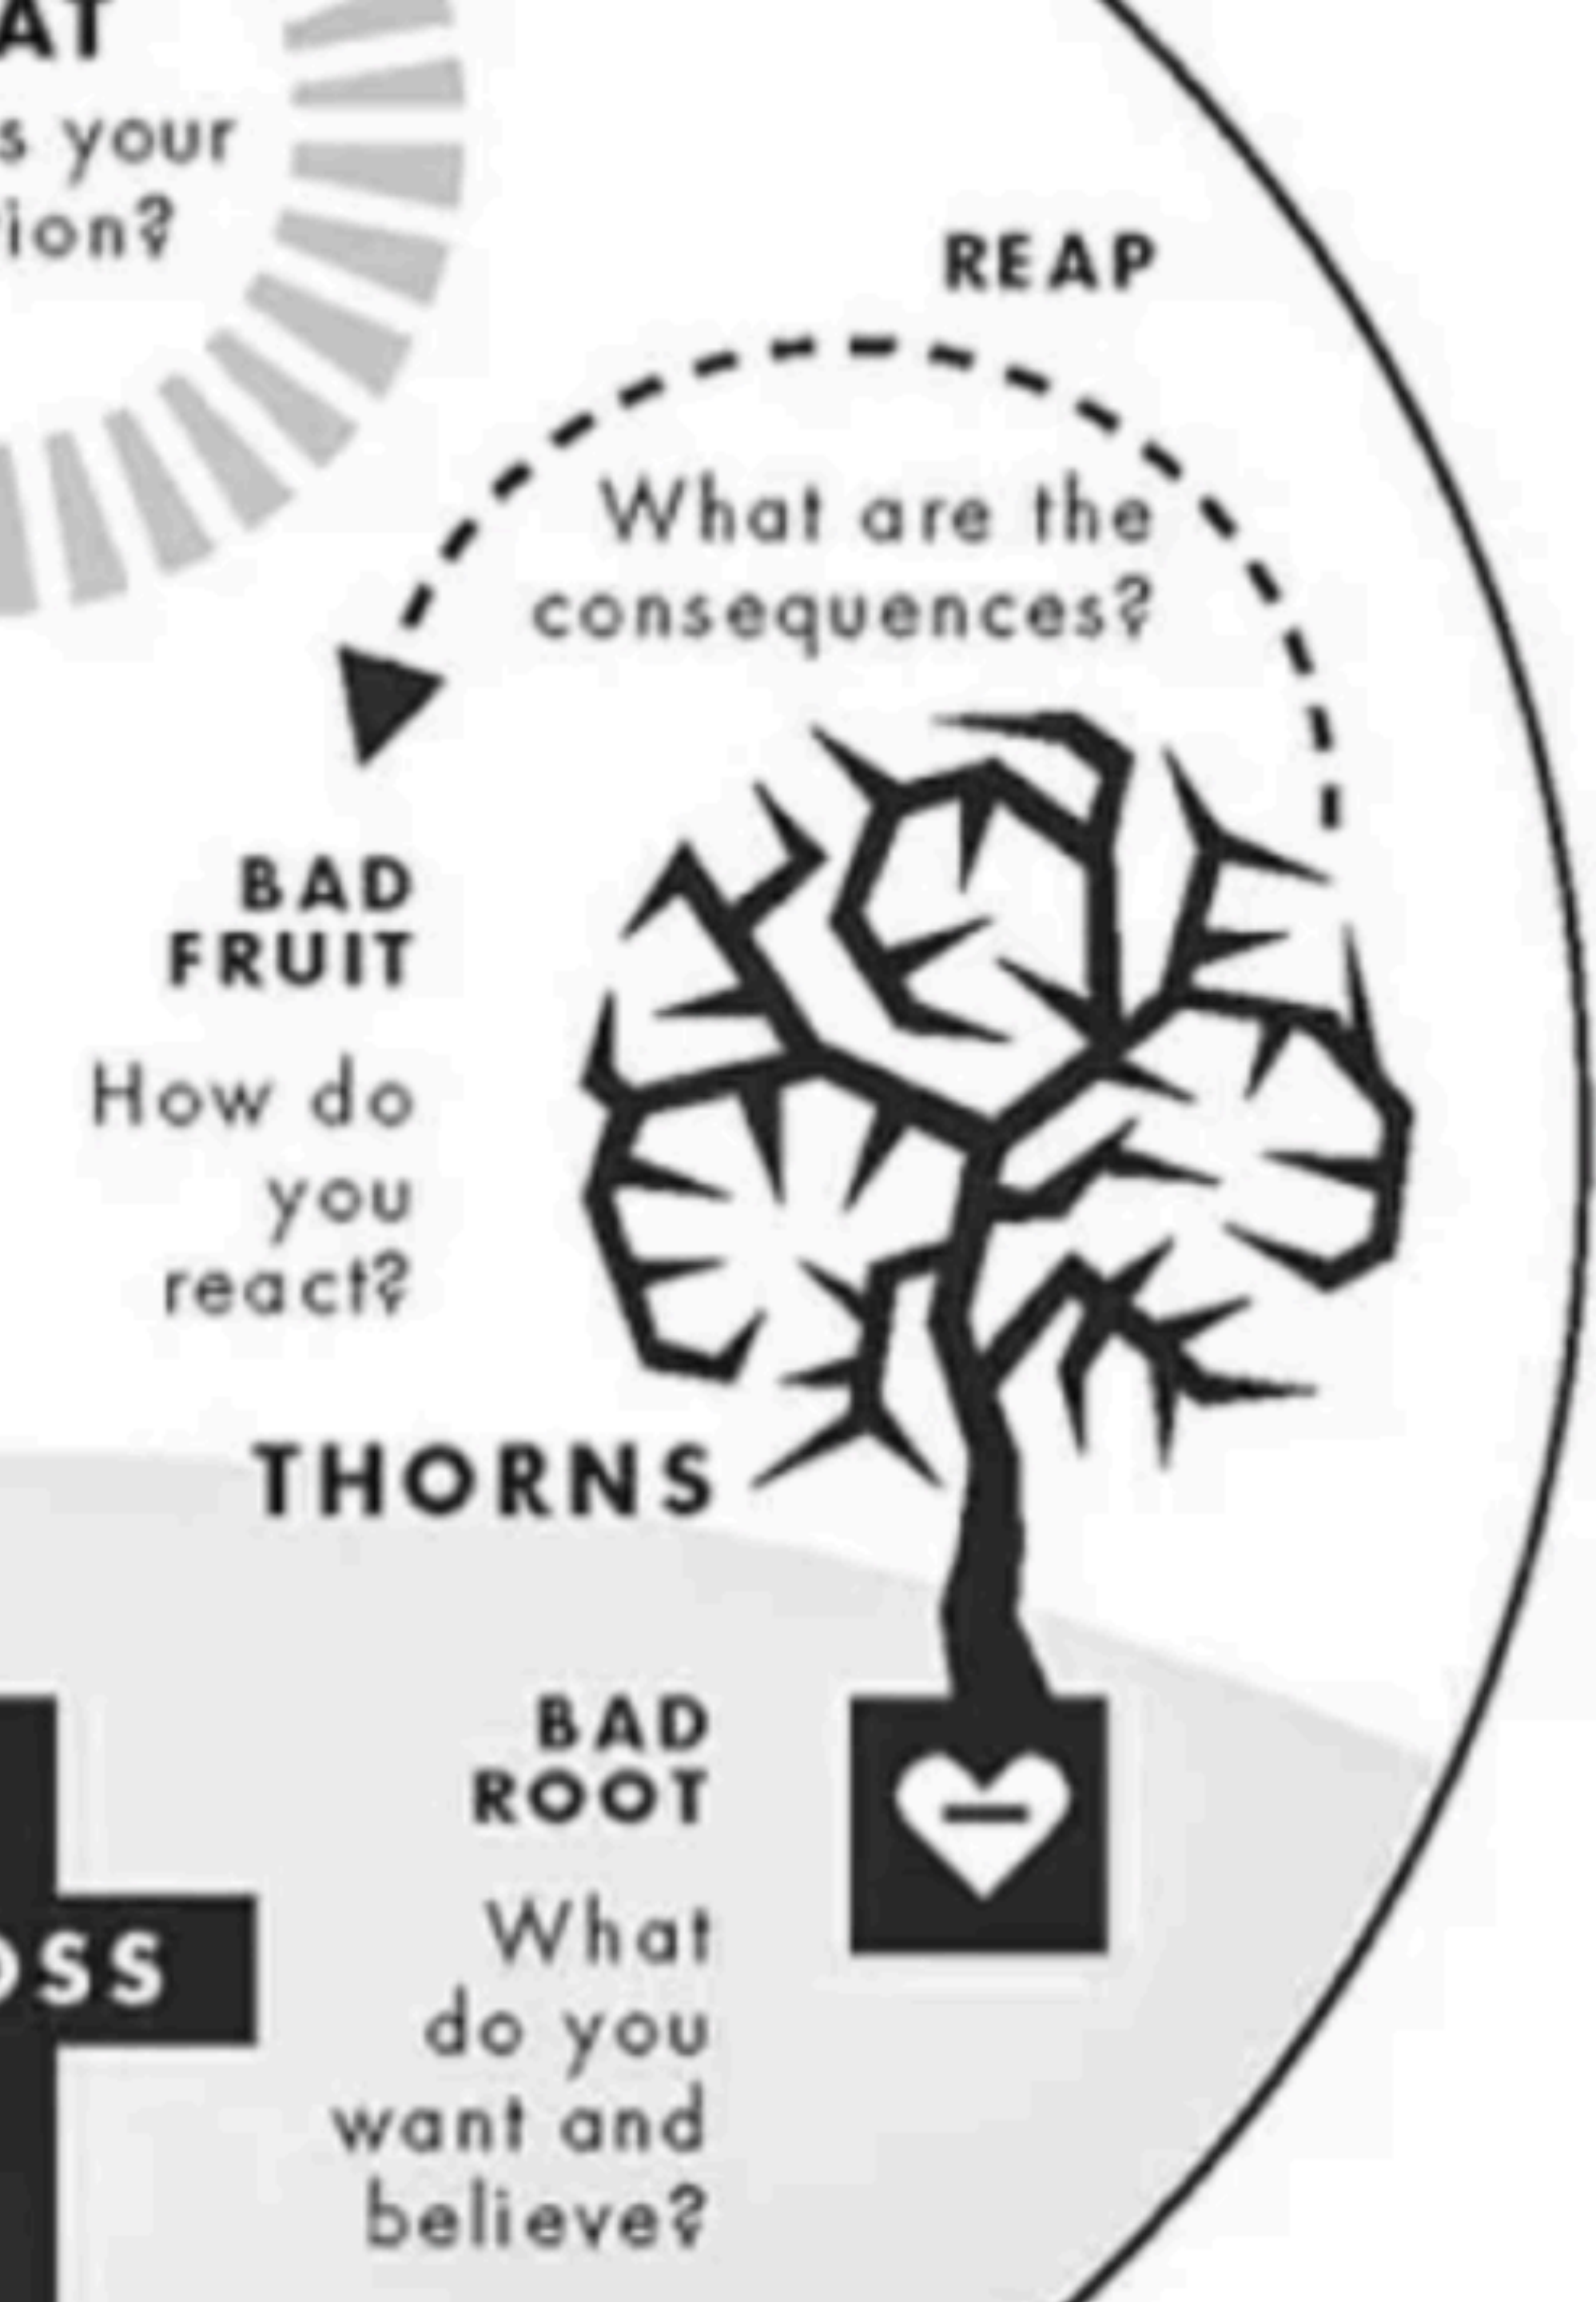 AT
s your
ion?
REAP
What are the
consequences?
BAD
FRUIT
How do
you
react?
THORNS
BAD
ROOT
What
do you
want and
believe?
OSS